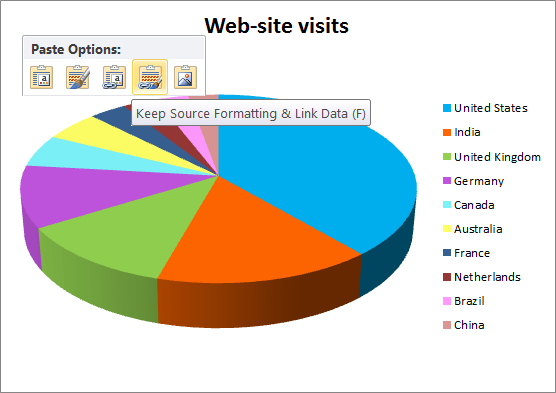 Web-site visits
Paste Options:
Keep Source Formatting & Link Data (F)
United States
India
United Kingdom
Germany
Canada
Australia
France
Netherlands
Brazil
China